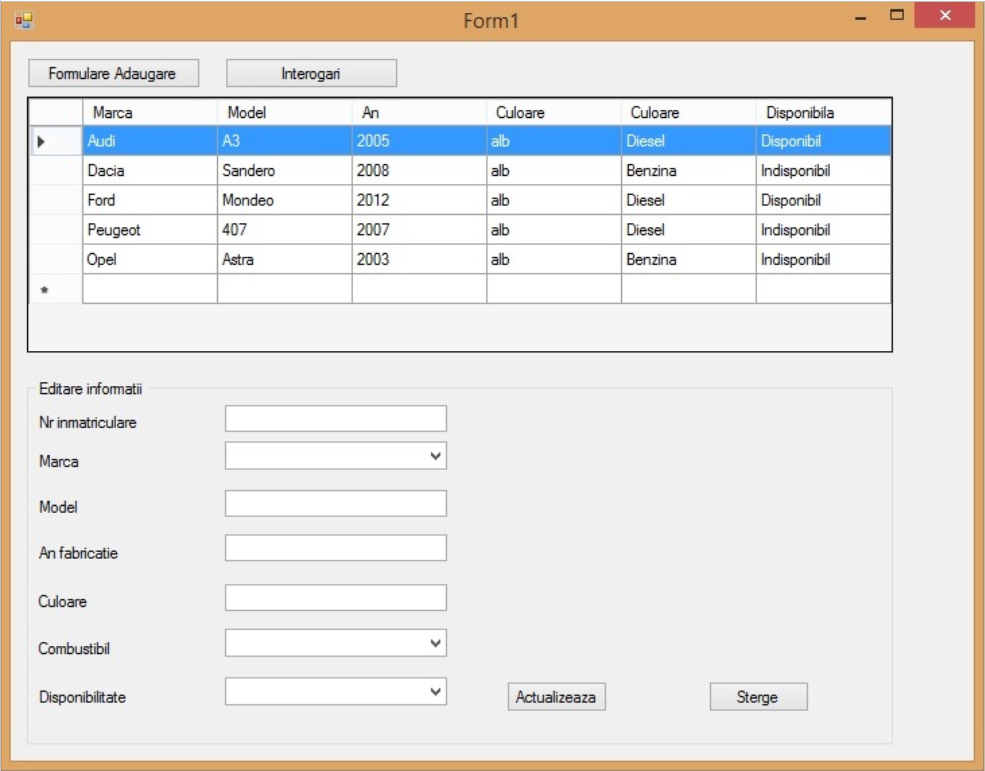 Form1
Formulare Adaugare Interogari
Marca Model An Culoare Culoare Disponibila
Audi A3 2005 alb Diesel Disponibil
Dacia Sandero 2008 alb Benzina Indisponibil
Ford Mondeo 2012 alb Diesel Disponibil
Peugeot 407 2007 alb Diesel Indisponibil
Opel Astra 2003 alb Benzina Indisponibil
Editare informatii
Nr inmatriculare
Marca
Model
An fabricatie
Culoare
Combustibil
Disponibilitate Actualizeaza Sterge